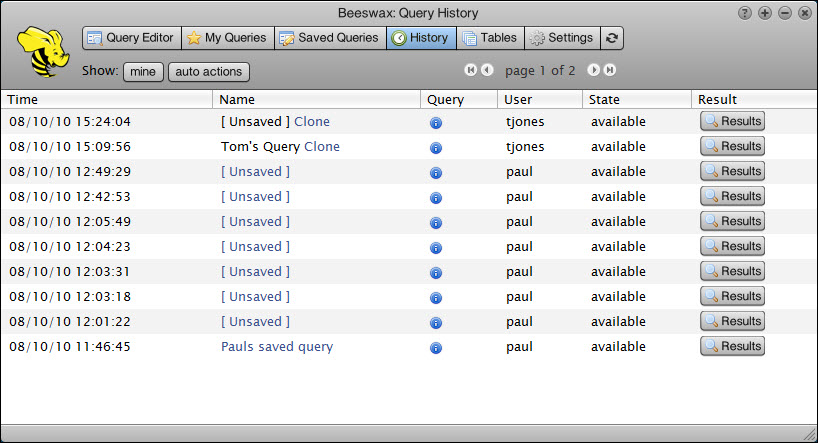 Beeswax: Query History
Query Editor My Queries Saved Queries History Tables Settings
Show: mine auto actions page 1 of 2
Time Name Query User State Result
08/10/10 15:24:04 [ Unsaved ] Clone tjones available Results
08/10/10 15:09:56 Tom's Query Clone tjones available Results
08/10/10 12:49:29 [ Unsaved ] paul available Results
08/10/10 12:42:53 [ Unsaved ] paul available Results
08/10/10 12:05:49 [ Unsaved ] paul available Results
08/10/10 12:04:23 [ Unsaved ] paul available Results
08/10/10 12:03:31 [ Unsaved ] paul available Results
08/10/10 12:03:18 [ Unsaved ] paul available Results
08/10/10 12:01:22 [ Unsaved ] paul available Results
08/10/10 11:46:45 Pauls saved query paul available Results